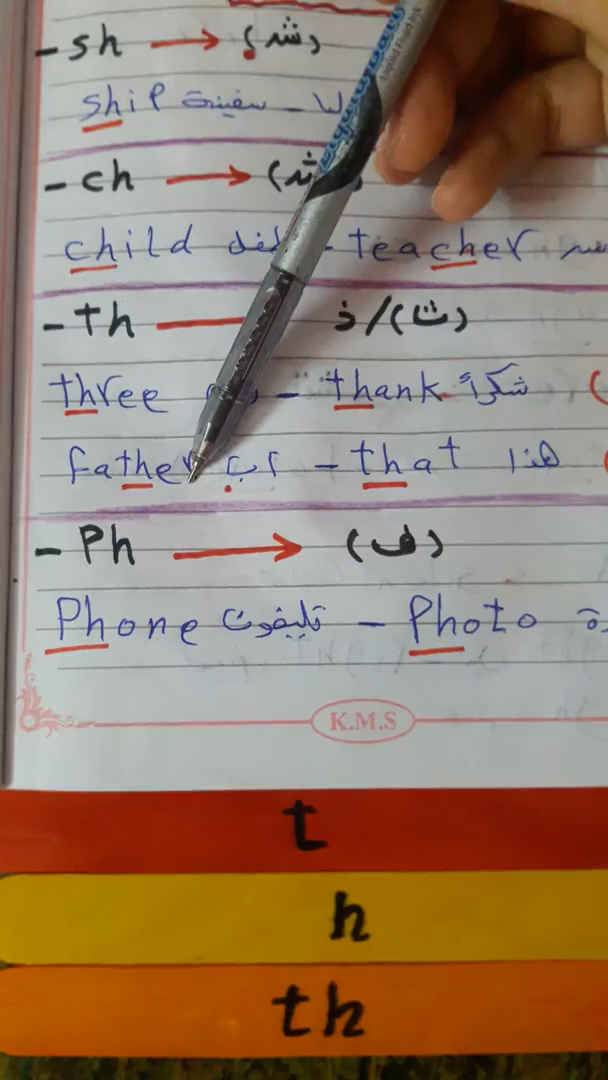 - sh → (ش)
ship سفينة -
- ch →
child طفل - teacher
- th ث) / ذ)
three - thank شكراً
father أب - that هذا
- Ph → (ف)
Phone تليفون - Photo
K.M.S
t
h
th